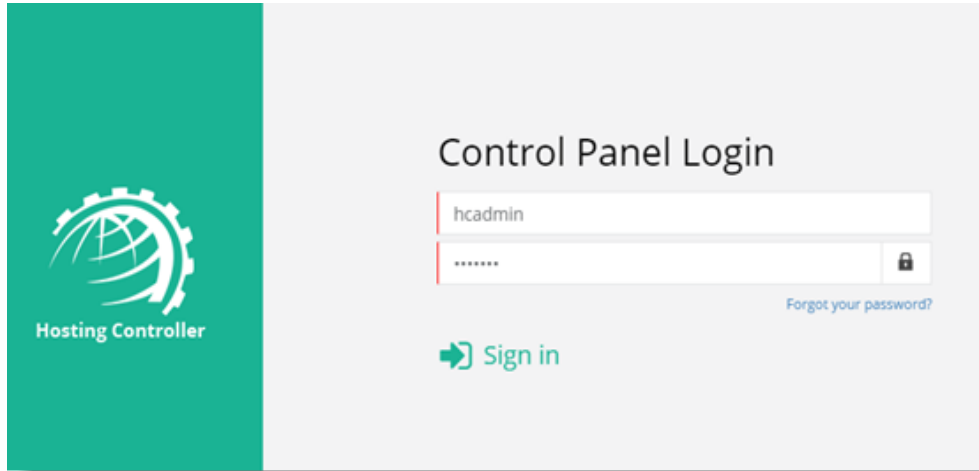 Control Panel Login
hcadmin
•••••••
Forgot your password?
Sign in
Hosting Controller